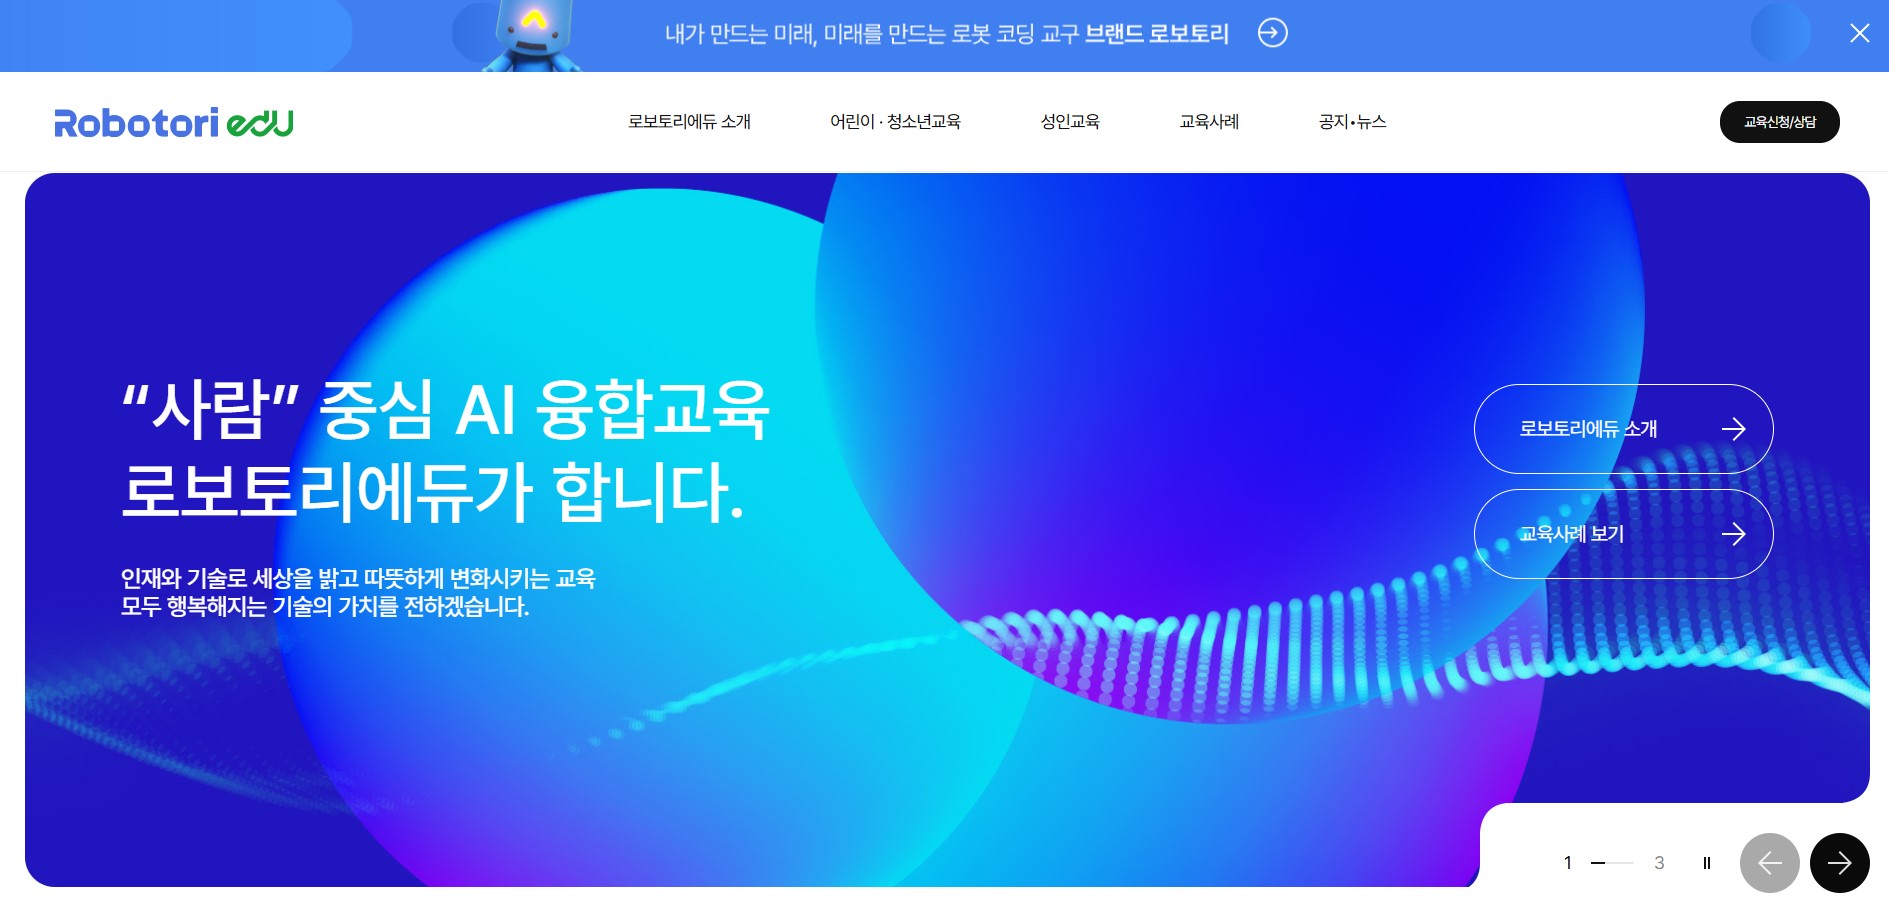 내가 만드는 미래, 미래를 만드는 로봇 코딩 교구 브랜드 로보토리
Robotori edu
로보토리에듀 소개
어린이 · 청소년교육
성인교육
교육사례
공지•뉴스
교육신청/상담
“사람” 중심 AI 융합교육
로보토리에듀가 합니다.
인재와 기술로 세상을 밝고 따뜻하게 변화시키는 교육
모두 행복해지는 기술의 가치를 전하겠습니다.
로보토리에듀 소개
교육사례 보기
1
3